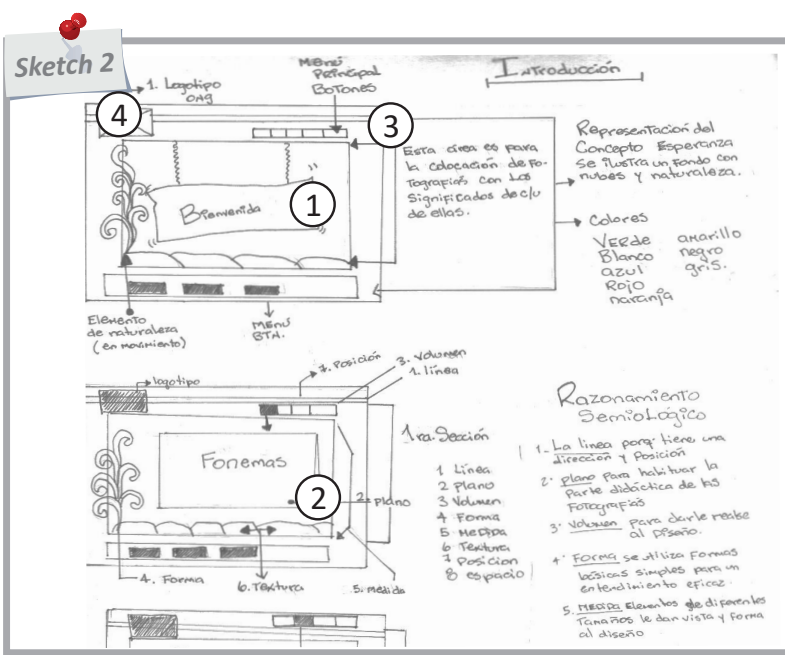 Sketch 2
1. Logotipo
ONG
Menú
Principal
Botones
Introducción
4
3
Esta área es para
la colocación de fo-
tografías con los
significados de c/u
de ellas.
Representación del
Concepto Esperanza
se ilustra un fondo con
nubes y naturaleza.
Bienvenida
1
Colores
Verde amarillo
Blanco negro
azul gris.
Rojo
naranja
Elemento
de naturaleza
(en movimiento)
MENÚ
BTN.
logotipo
7. Posición
3. Volumen
1. línea
Razonamiento
Semiológico
1ra. Sección
Fonemas
1 Línea
2 plano
3 Volumen
4 Forma
5 Medida
6 Textura
7 Posicion
8 espacio
2
2. plano
4. Forma
6. Textura
5. Medida
1- La linea porq. tiene una
dirección y Posición
2- plano para habituar la
Parte didáctica de las
Fotografías
3- Volumen para darle realse
al diseño.
4- Forma se utiliza Formas
básicas simples para un
entendimiento eficaz.
5. Medida Elementos de diferentes
Tamaños le dan vista y Forma
al diseño